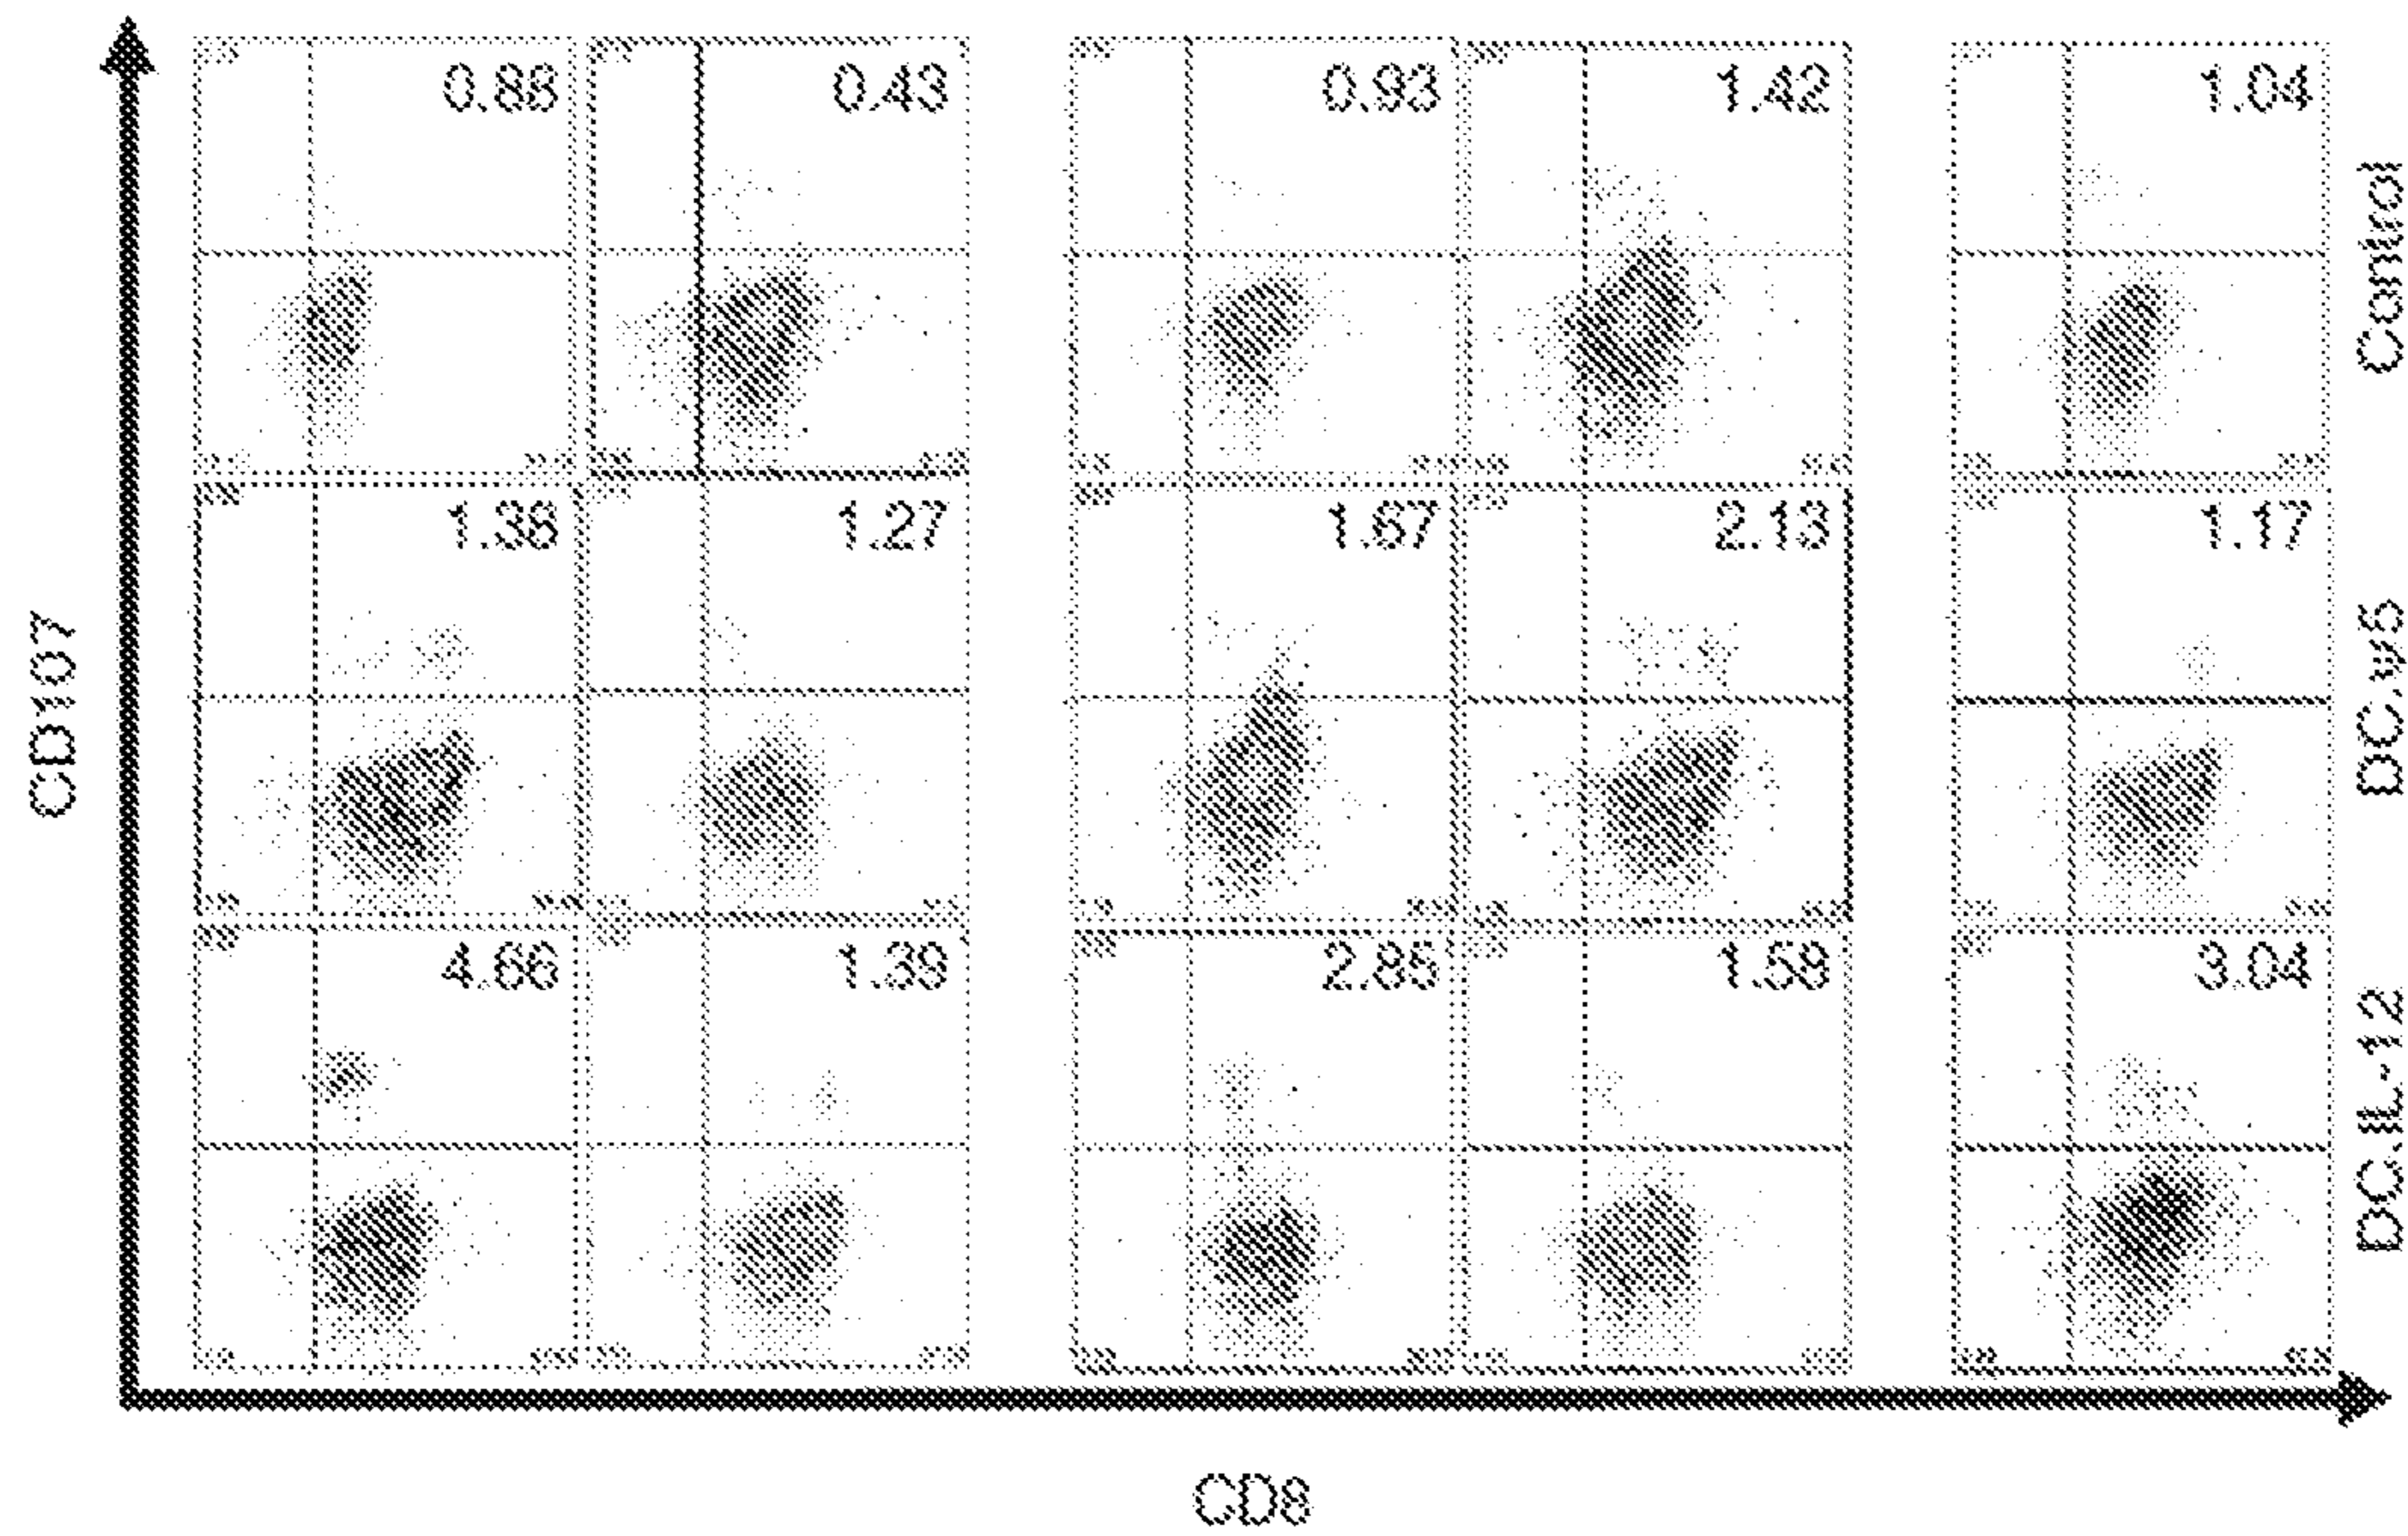 0.88 0.43 0.93 1.42 1.04
Control
1.38 1.27 1.67 2.13 1.17
DC.w5
4.66 1.39 2.85 1.59 3.04
DC.IL-12
CD107
CD8